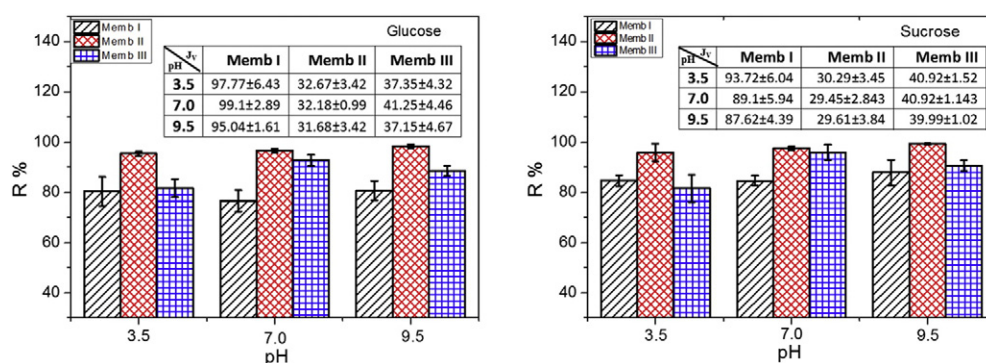 Memb I
Memb II
Memb III
Glucose
pH Jv Memb I Memb II Memb III
3.5 97.77±6.43 32.67±3.42 37.35±4.32
7.0 99.1±2.89 32.18±0.99 41.25±4.46
9.5 95.04±1.61 31.68±3.42 37.15±4.67
140
120
100
80
60
40
R %
3.5 7.0 9.5
pH
Memb I
Memb II
Memb III
Sucrose
pH Jv Memb I Memb II Memb III
3.5 93.72±6.04 30.29±3.45 40.92±1.52
7.0 89.1±5.94 29.45±2.843 40.92±1.143
9.5 87.62±4.39 29.61±3.84 39.99±1.02
140
120
100
80
60
40
R %
3.5 7.0 9.5
pH